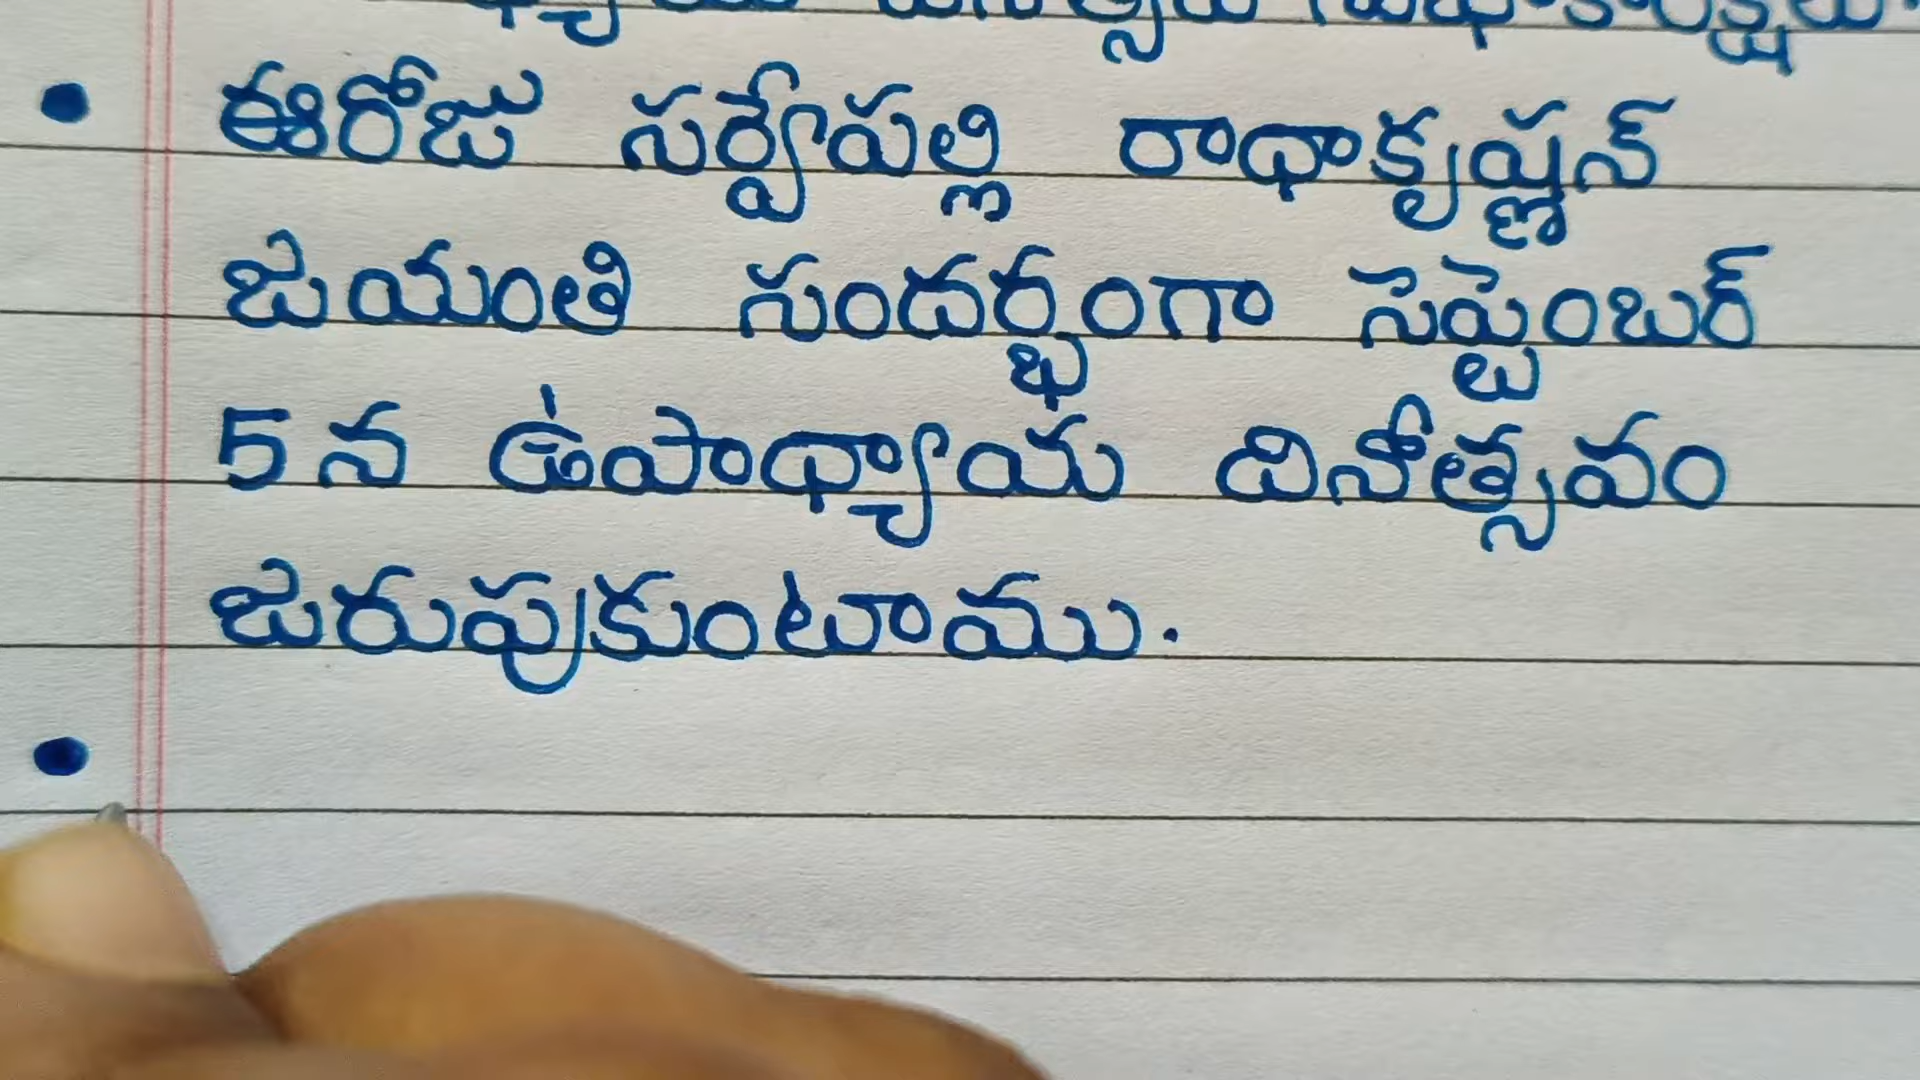 ఈరోజు సర్వేపల్లి రాధాకృష్ణన్
జయంతి సందర్భంగా సెప్టెంబర్
5న ఉపాధ్యాయ దినోత్సవం
జరుపుకుంటాము.